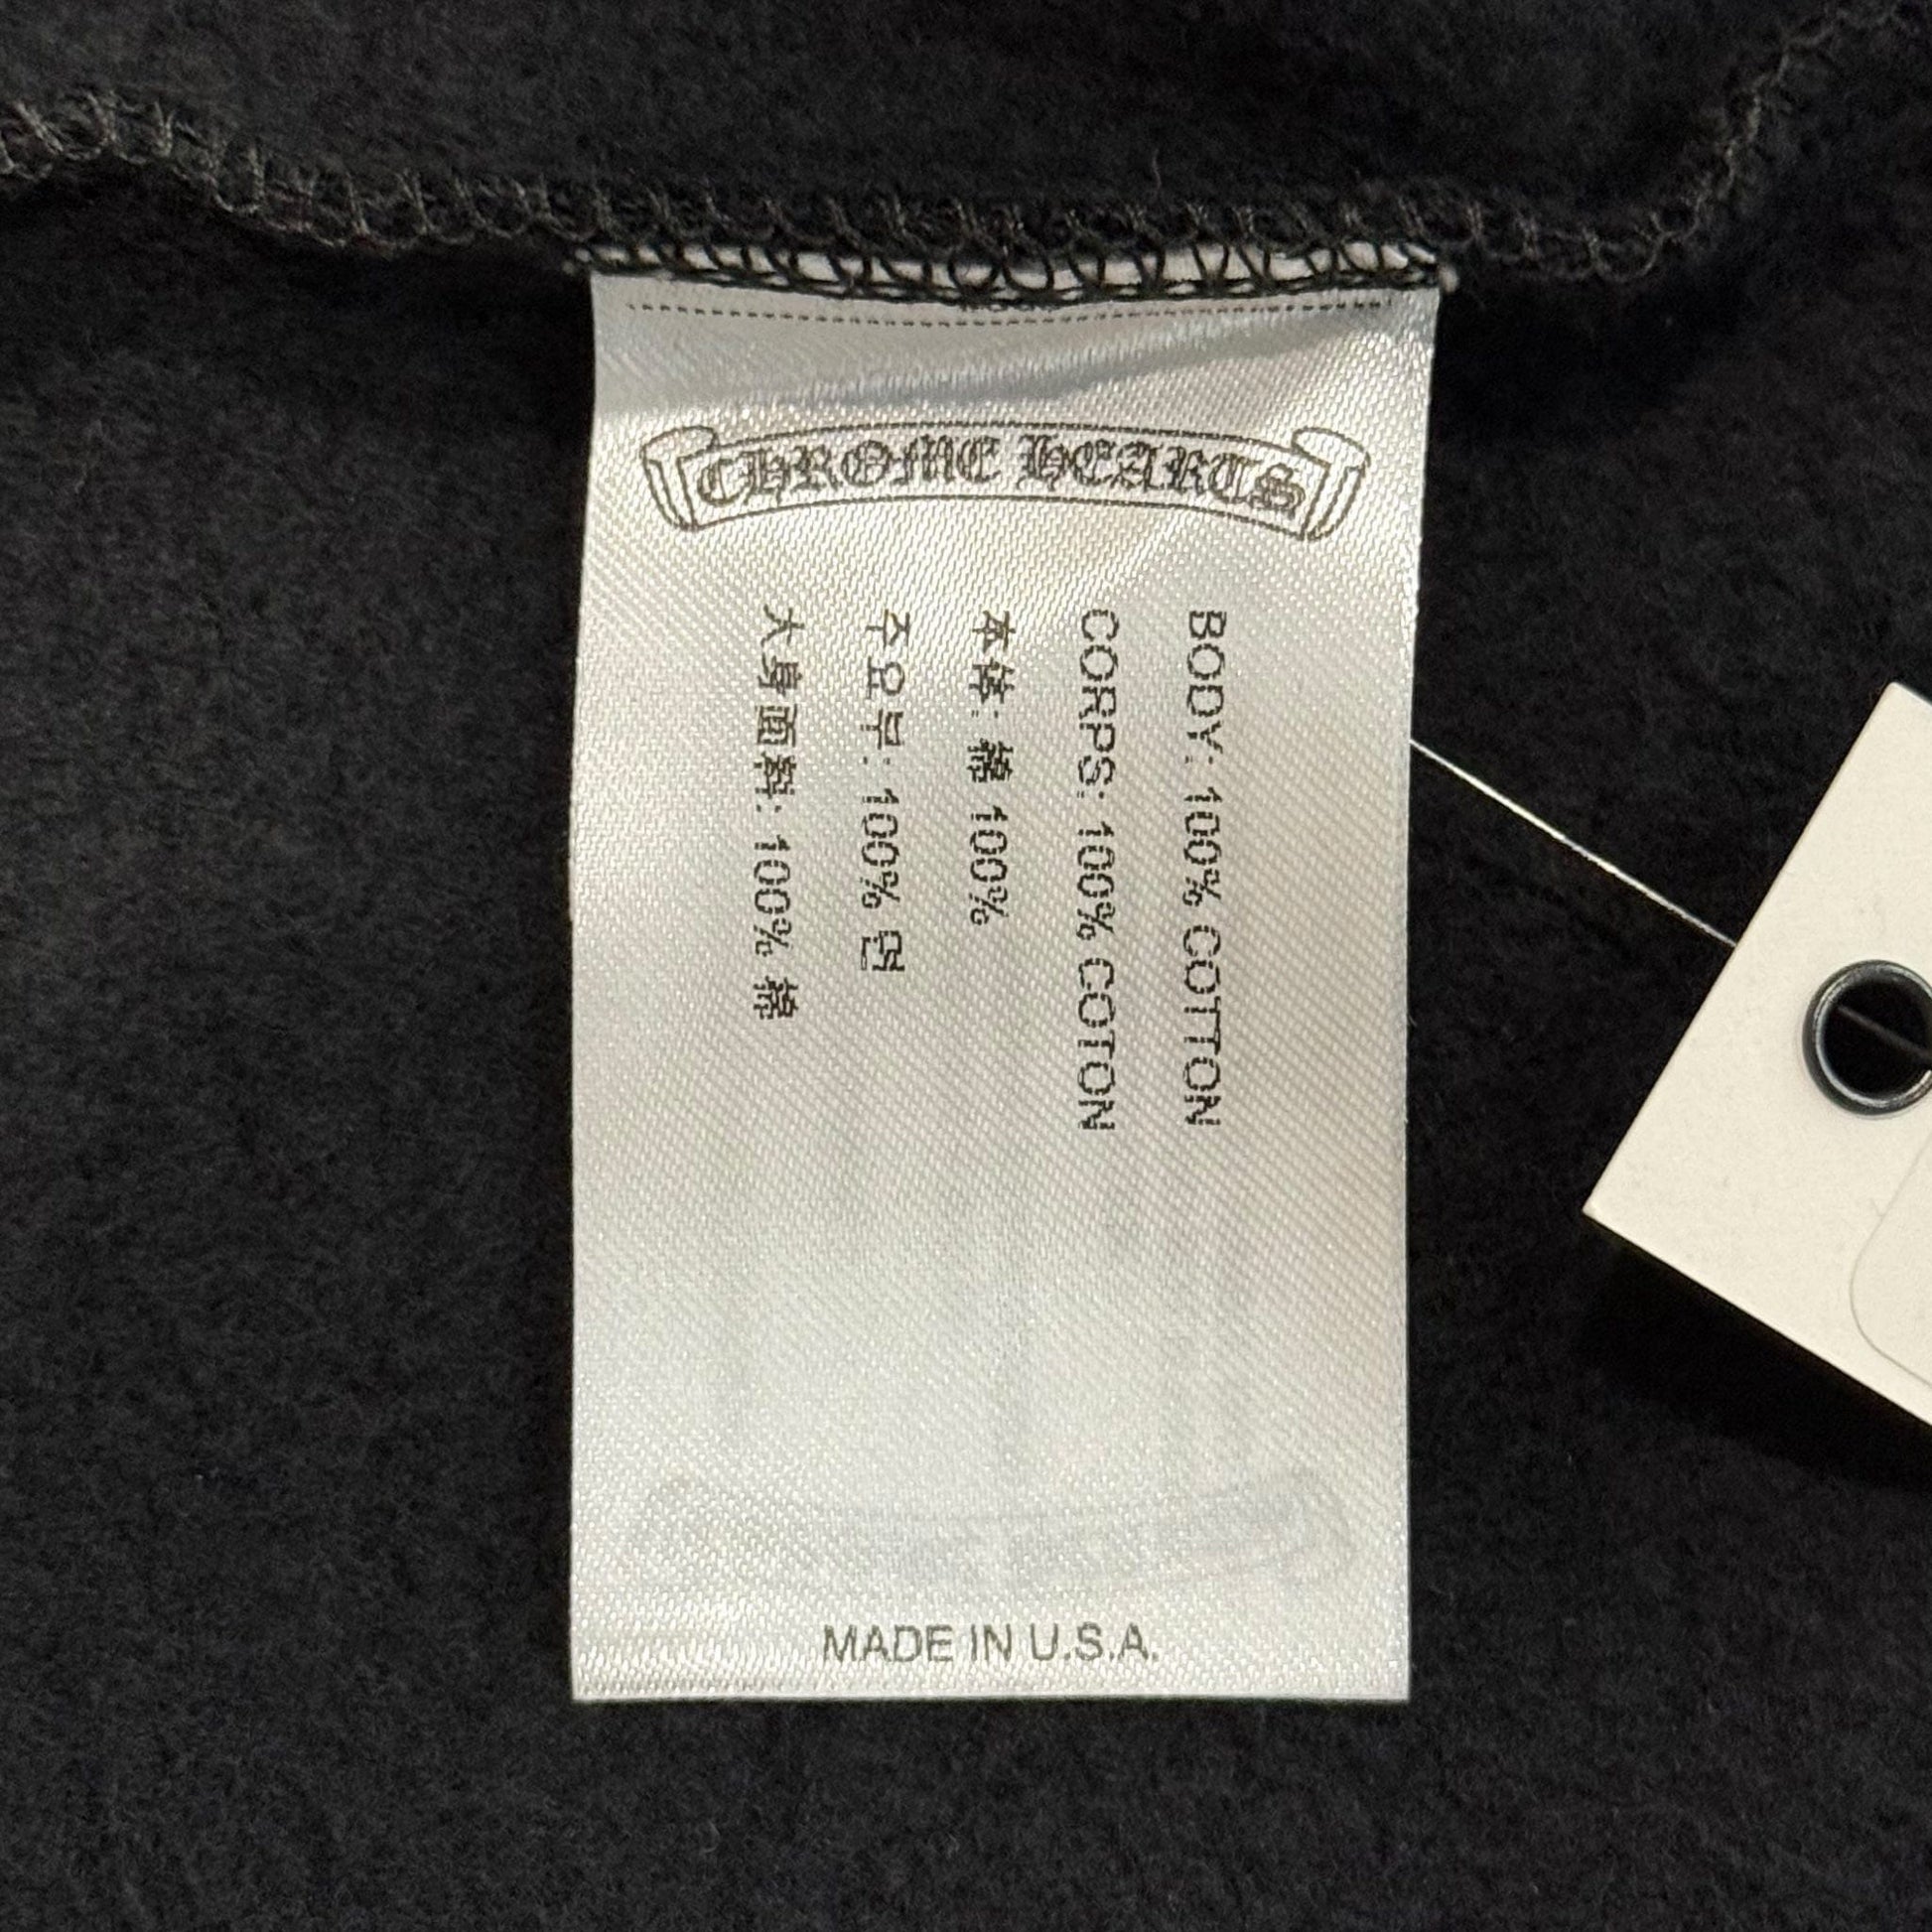 CHROME HEARTS
BODY: 100% COTTON
CORPS: 100% COTON
本体: 棉 100%
주요부: 100% 면
大身面料: 100% 棉
MADE IN U.S.A.